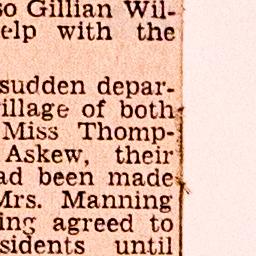 so Gillian Wil-
elp with the
sudden depar-
illage of both
Miss Thomp-
Askew, their
ad been made
Mrs. Manning
ing agreed to
sidents until